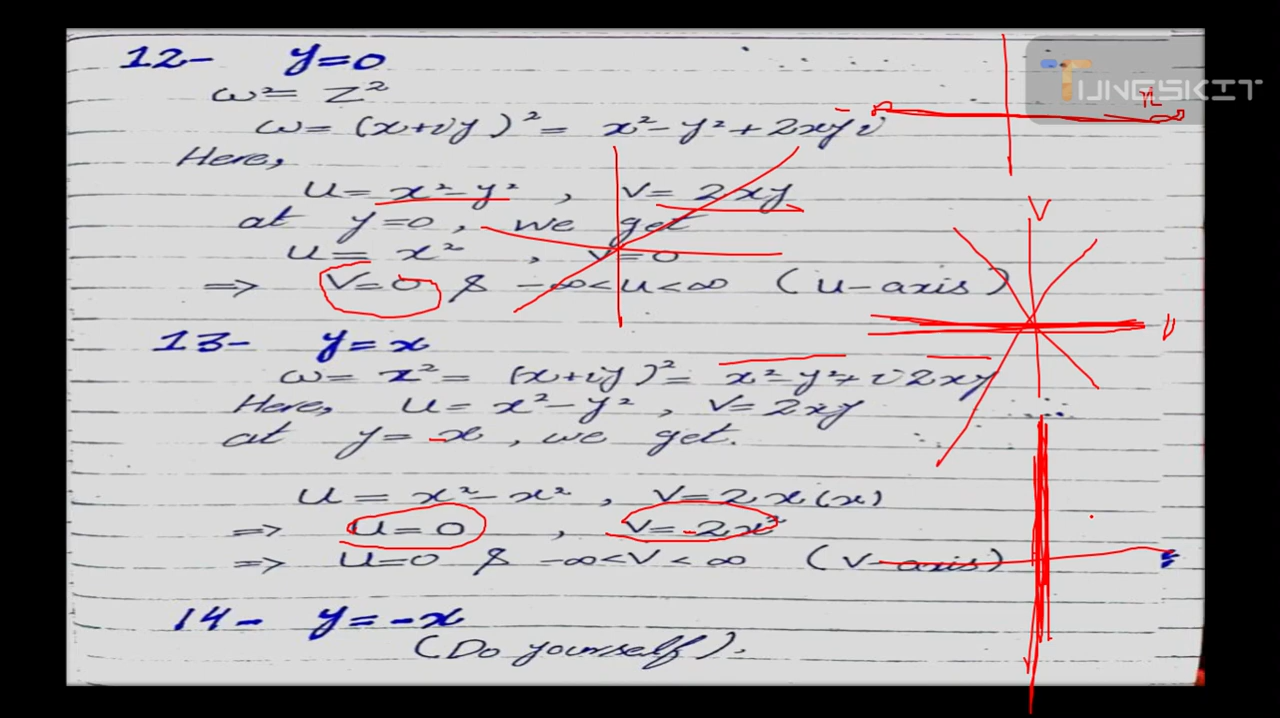 12- y=0
ω= z²
ω= (x+iy)² = x²-y²+2xyi
Here,
u= x²-y² , v= 2xy
at y=0, we get
u= x² , v=0
⇒ v=0 & -∞<u<∞ (u-axis)
13- y=x
ω= x² = (x+iy)² = x²-y²+i2xy
Here, u= x²-y² , v=2xy
at y=x, we get.
u= x²-x² , v=2x(x)
⇒ u=0 , v=2x²
⇒ u=0 & -∞<v<∞ (v-axis)
14- y=-x
(Do yourself).
TUNGSKIT
V